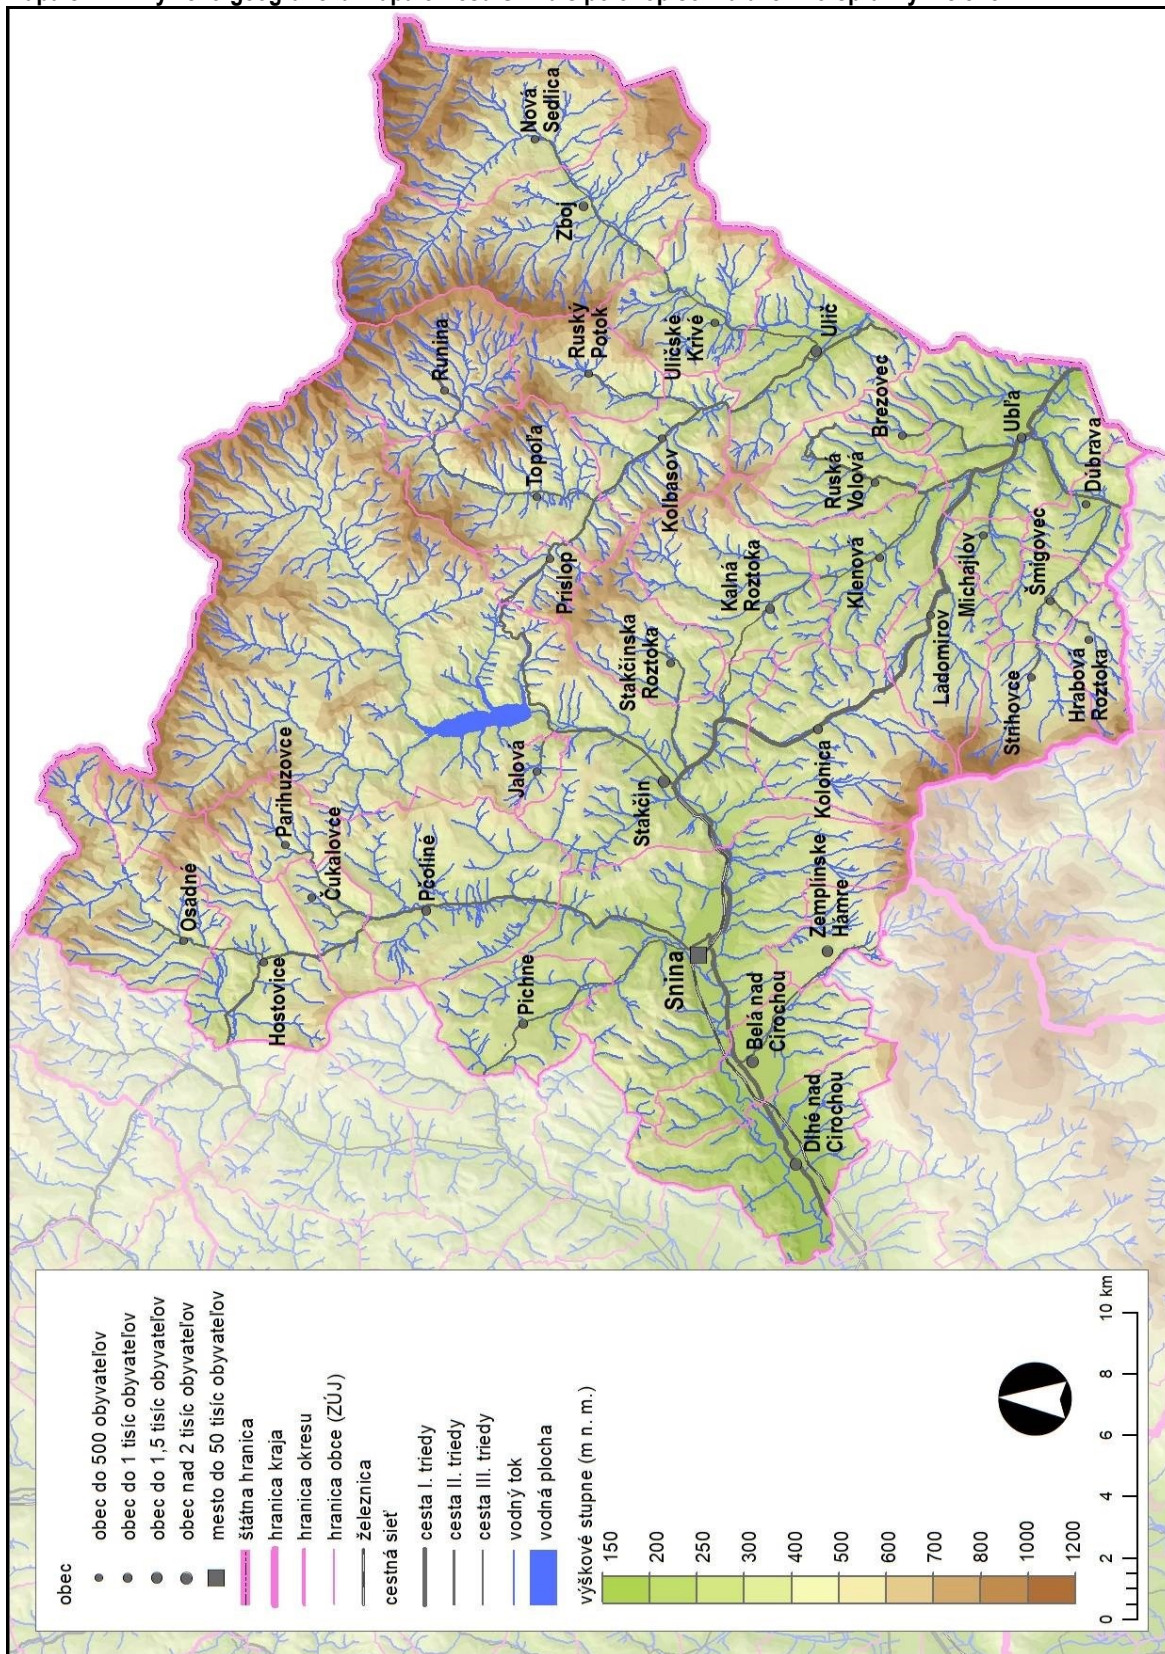 obec
obec do 500 obyvateľov
obec do 1 tisíc obyvateľov
obec do 1,5 tisíc obyvateľov
obec nad 2 tisíc obyvateľov
mesto do 50 tisíc obyvateľov
štátna hranica
hranica kraja
hranica okresu
hranica obce (ZÚJ)
železnica
cestná sieť
cesta I. triedy
cesta II. triedy
cesta III. triedy
vodný tok
vodná plocha
výškové stupne (m n. m.)
150
200
250
300
400
500
600
700
800
1000
1200
0 2 4 6 8 10 km
Osadné
Hostovice
Parihuzovce
Čukalovce
Pčoliné
Pichne
Runina
Nová
Sedlica
Zboj
Jalová
Topoľa
Príslop
Ruský
Potok
Stakčín
Stakčínska
Roztoka
Kolbasov
Uličské
Krivé
Snina
Belá nad
Cirochou
Dlhé nad
Cirochou
Zemplínske
Hámre
Kolonica
Kalná
Roztoka
Ulič
Klenová
Ruská
Volová
Brezovec
Ladomirov
Michajlov
Ubľa
Strihovce
Šmigovec
Dúbrava
Hrabová
Roztoka